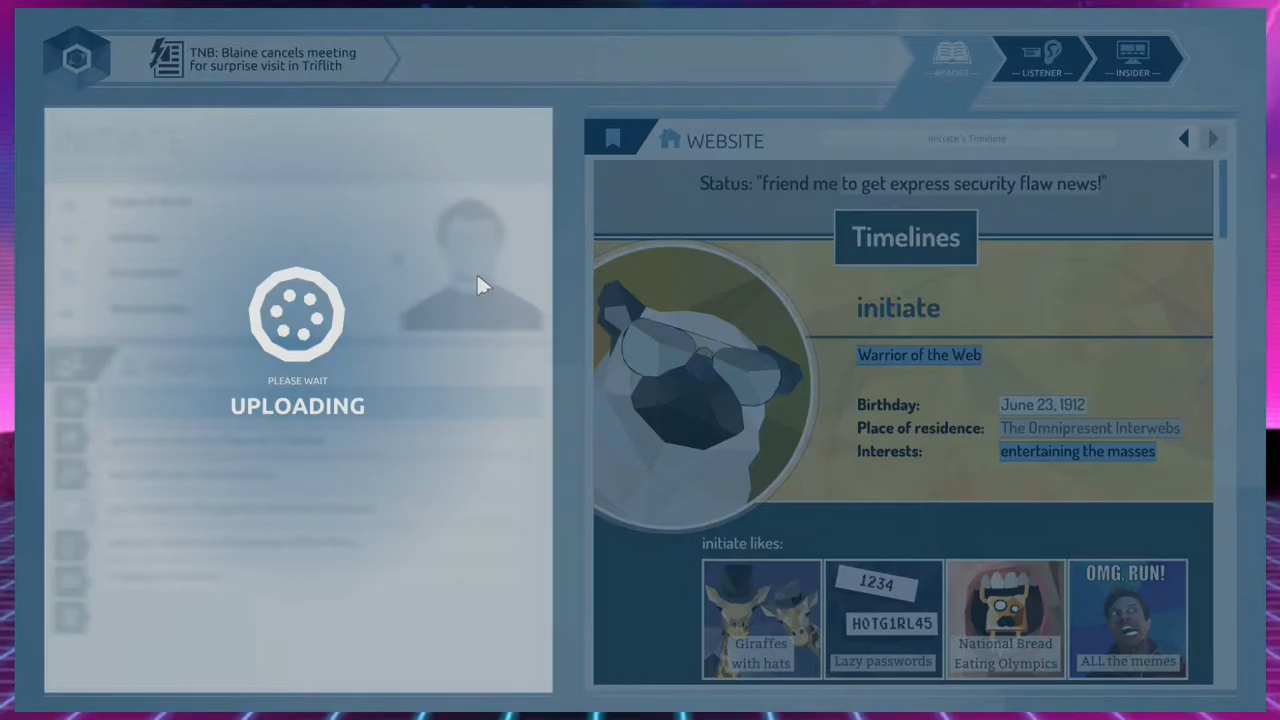 TNB: Blaine cancels meeting
for surprise visit in Triflith
READER
LISTENER
INSIDER
WEBSITE
initiate's Timeline
Status: "friend me to get express security flaw news!"
Timelines
initiate
Warrior of the Web
Birthday: June 23, 1912
Place of residence: The Omnipresent Interwebs
Interests: entertaining the masses
PLEASE WAIT
UPLOADING
initiate likes:
Giraffes
with hats
1234
H0TG1RL45
Lazy passwords
National Bread
Eating Olympics
OMG, RUN!
ALL the memes